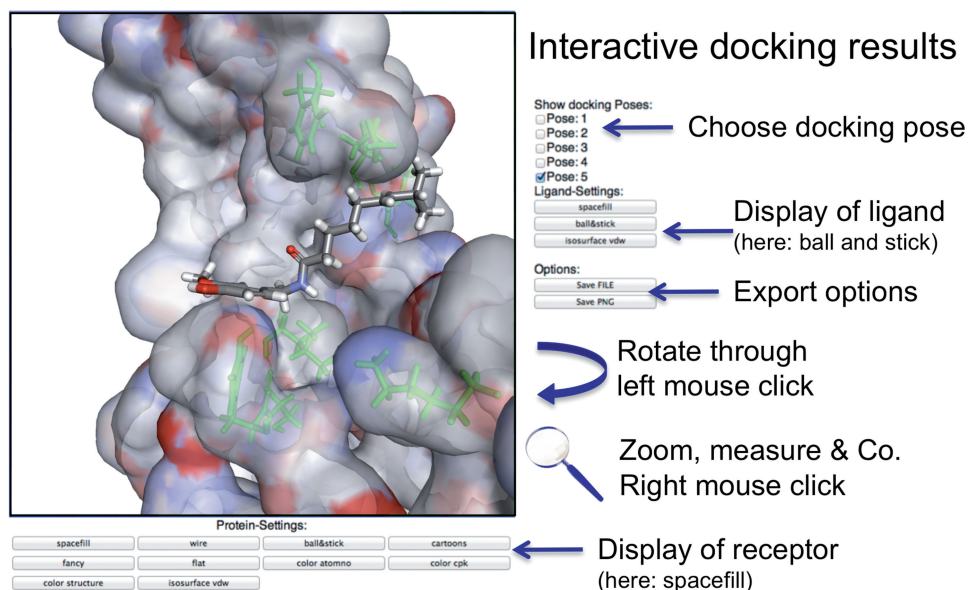 Interactive docking results
Show docking Poses:
Pose: 1
Pose: 2
Pose: 3
Pose: 4
Pose: 5
Choose docking pose
Ligand-Settings:
spacefill
ball&stick
isosurface vdw
Display of ligand
(here: ball and stick)
Options:
Save FILE
Save PNG
Export options
Rotate through
left mouse click
Zoom, measure & Co.
Right mouse click
Protein-Settings:
spacefill wire ball&stick cartoons
fancy flat color atomno color cpk
color structure isosurface vdw
Display of receptor
(here: spacefill)